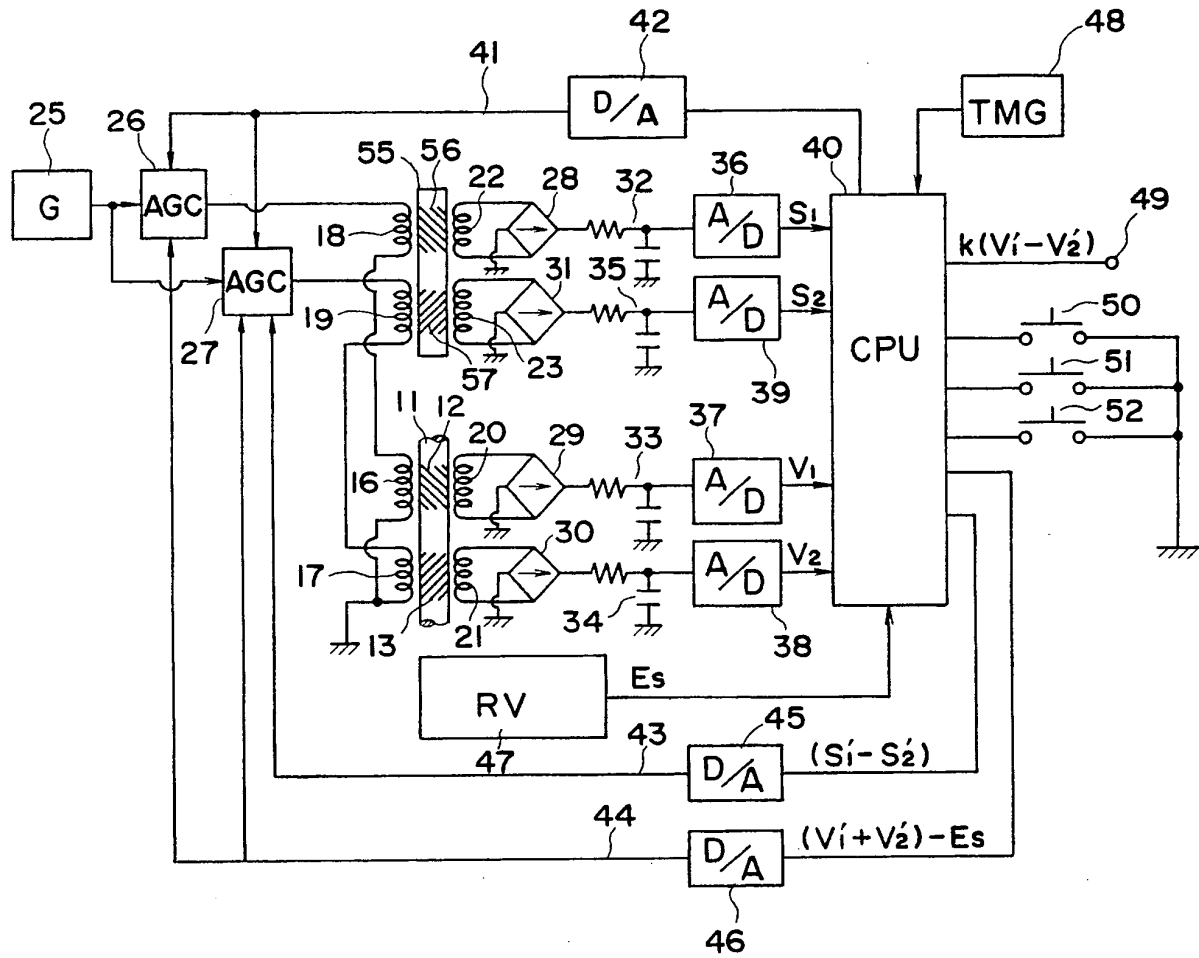 42
48
41
D/A
TMG
25
26
55
56
40
36
G
AGC
22
28
32
A/D
S1
49
18
k(V1'-V2')
AGC
31
35
S2
50
19
A/D
CPU
27
57
23
39
51
11
12
37
52
20
29
33
V1
16
A/D
30
V2
17
A/D
13
21
34
38
Es
RV
45
47
43
(S1'-S2')
D/A
44
(V1'+V2')-Es
D/A
46